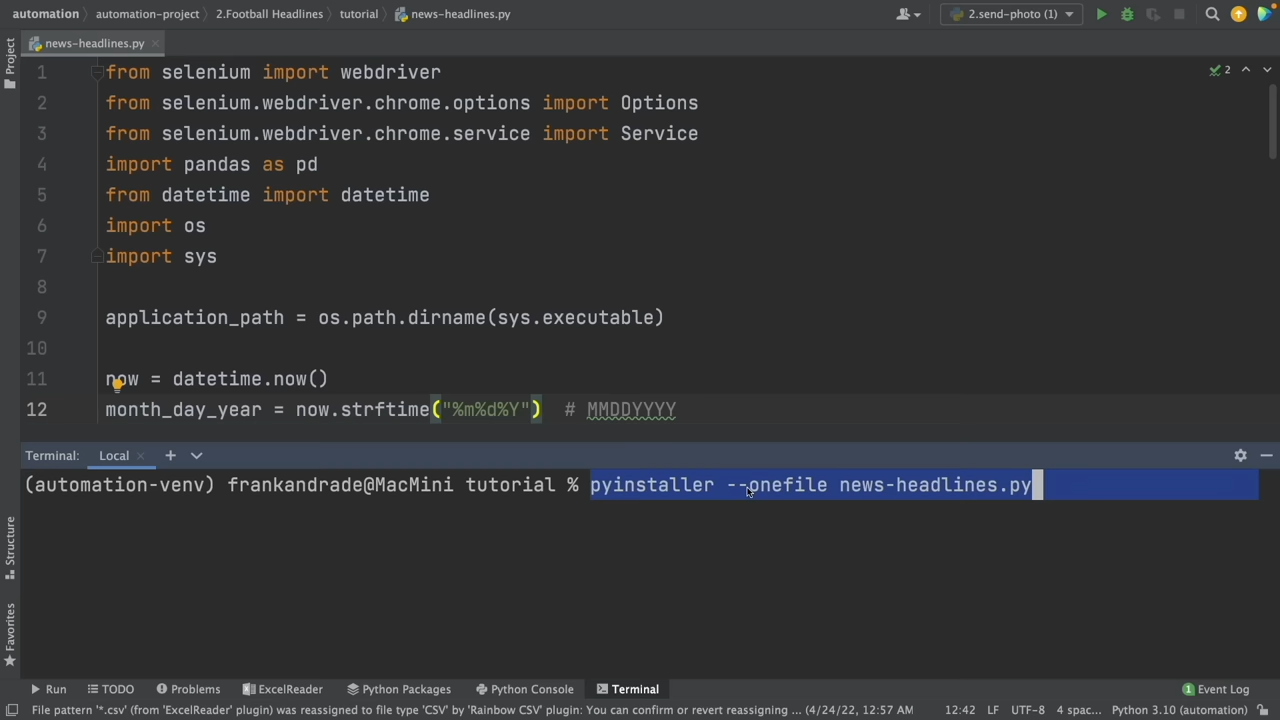 automation automation-project 2.Football Headlines tutorial news-headlines.py 2.send-photo (1)
news-headlines.py
Project
1 from selenium import webdriver 2
2 from selenium.webdriver.chrome.options import Options
3 from selenium.webdriver.chrome.service import Service
4 import pandas as pd
5 from datetime import datetime
6 import os
7 import sys
8
9 application_path = os.path.dirname(sys.executable)
10
11 now = datetime.now()
12 month_day_year = now.strftime("%m%d%Y") # MMDDYYYY
Terminal: Local
(automation-venv) frankandrade@MacMini tutorial % pyinstaller --onefile news-headlines.py
Structure
Favorites
Run TODO Problems ExcelReader Python Packages Python Console Terminal 1 Event Log
File pattern '*.csv' (from 'ExcelReader' plugin) was reassigned to file type 'CSV' by 'Rainbow CSV' plugin: You can confirm or revert reassigning ... (4/24/22, 12:57 AM 12:42 LF UTF-8 4 spac... Python 3.10 (automation)